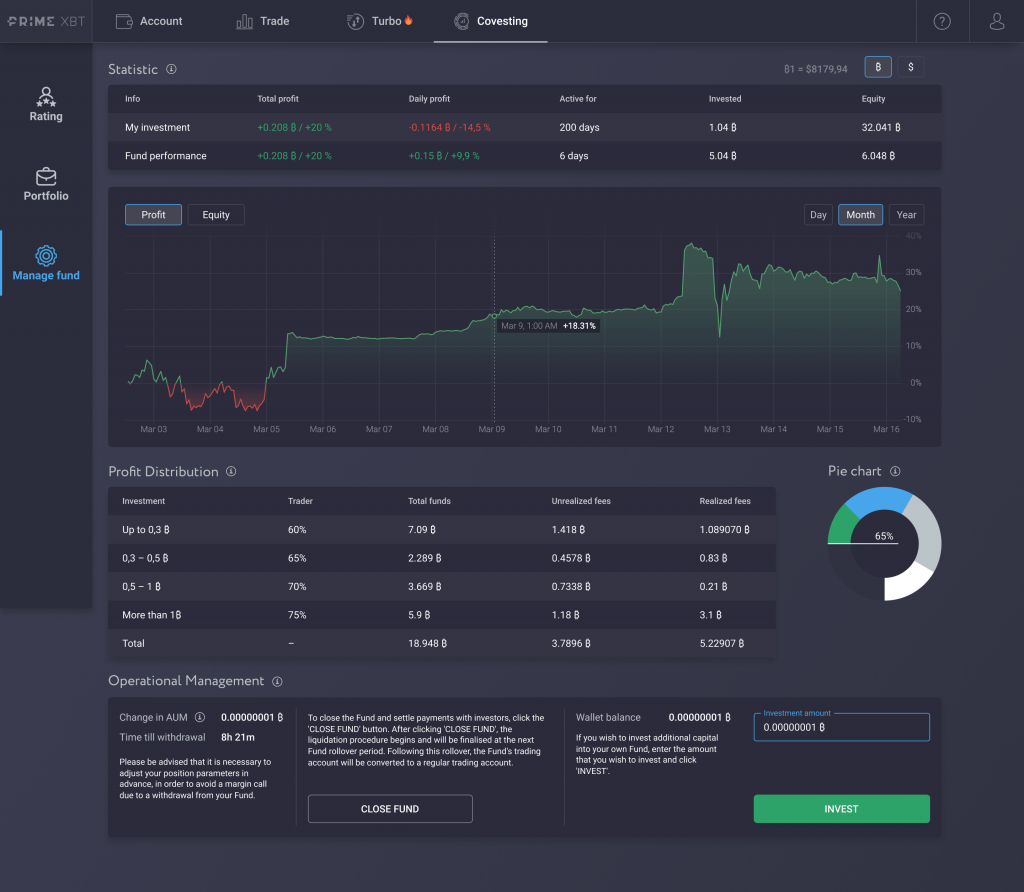 PRIME XBT
Account
Trade
Turbo
Covesting
?
Rating
Portfolio
Manage fund
Statistic
₿1 = $8179,94
₿
$
Info Total profit Daily profit Active for Invested Equity
My investment +0.208 ₿ / +20 % -0.1164 ₿ / -14,5 % 200 days 1.04 ₿ 32.041 ₿
Fund performance +0.208 ₿ / +20 % +0.15 ₿ / +9,9 % 6 days 5.04 ₿ 6.048 ₿
Profit Equity
Day Month Year
40%
30%
20%
Mar 9, 1:00 AM +18.31%
10%
0%
-10%
Mar 03 Mar 04 Mar 05 Mar 06 Mar 07 Mar 08 Mar 09 Mar 10 Mar 11 Mar 12 Mar 13 Mar 14 Mar 15 Mar 16
Profit Distribution
Investment Trader Total funds Unrealized fees Realized fees
Up to 0,3 ₿ 60% 7.09 ₿ 1.418 ₿ 1.089070 ₿
0,3 – 0,5 ₿ 65% 2.289 ₿ 0.4578 ₿ 0.83 ₿
0,5 – 1 ₿ 70% 3.669 ₿ 0.7338 ₿ 0.21 ₿
More than 1₿ 75% 5.9 ₿ 1.18 ₿ 3.1 ₿
Total – 18.948 ₿ 3.7896 ₿ 5.22907 ₿
Pie chart
65%
Operational Management
Change in AUM 0.00000001 ₿
Time till withdrawal 8h 21m
Please be advised that it is necessary to
adjust your position parameters in
advance, in order to avoid a margin call
due to a withdrawal from your Fund.
To close the Fund and settle payments with investors, click the
'CLOSE FUND' button. After clicking 'CLOSE FUND', the
liquidation procedure begins and will be finalised at the next
Fund rollover period. Following this rollover, the Fund's trading
account will be converted to a regular trading account.
CLOSE FUND
Wallet balance 0.00000001 ₿
If you wish to invest additional capital
into your own Fund, enter the amount
that you wish to invest and click
'INVEST'.
Investment amount
0.00000001 ₿
INVEST